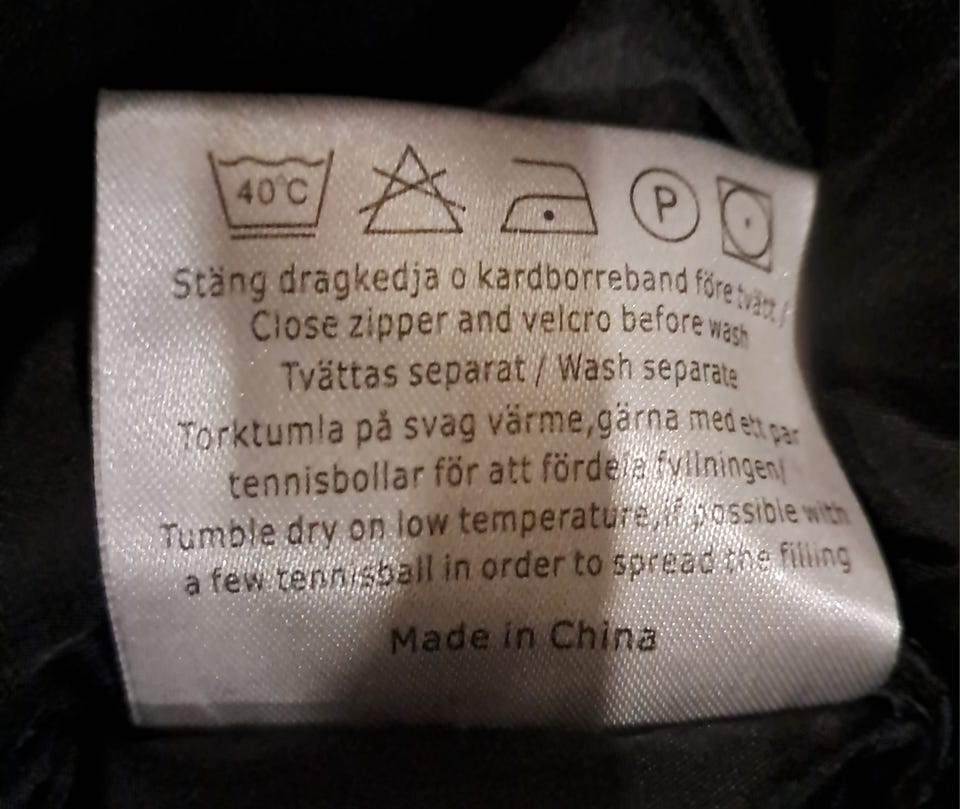 40°C P
Stäng dragkedja o kardborreband före tvätt /
Close zipper and velcro before wash
Tvättas separat / Wash separate
Torktumla på svag värme,gärna med ett par
tennisbollar för att fördela fyllningen/
Tumble dry on low temperature,if possible with
a few tennisball in order to spread the filling
Made in China